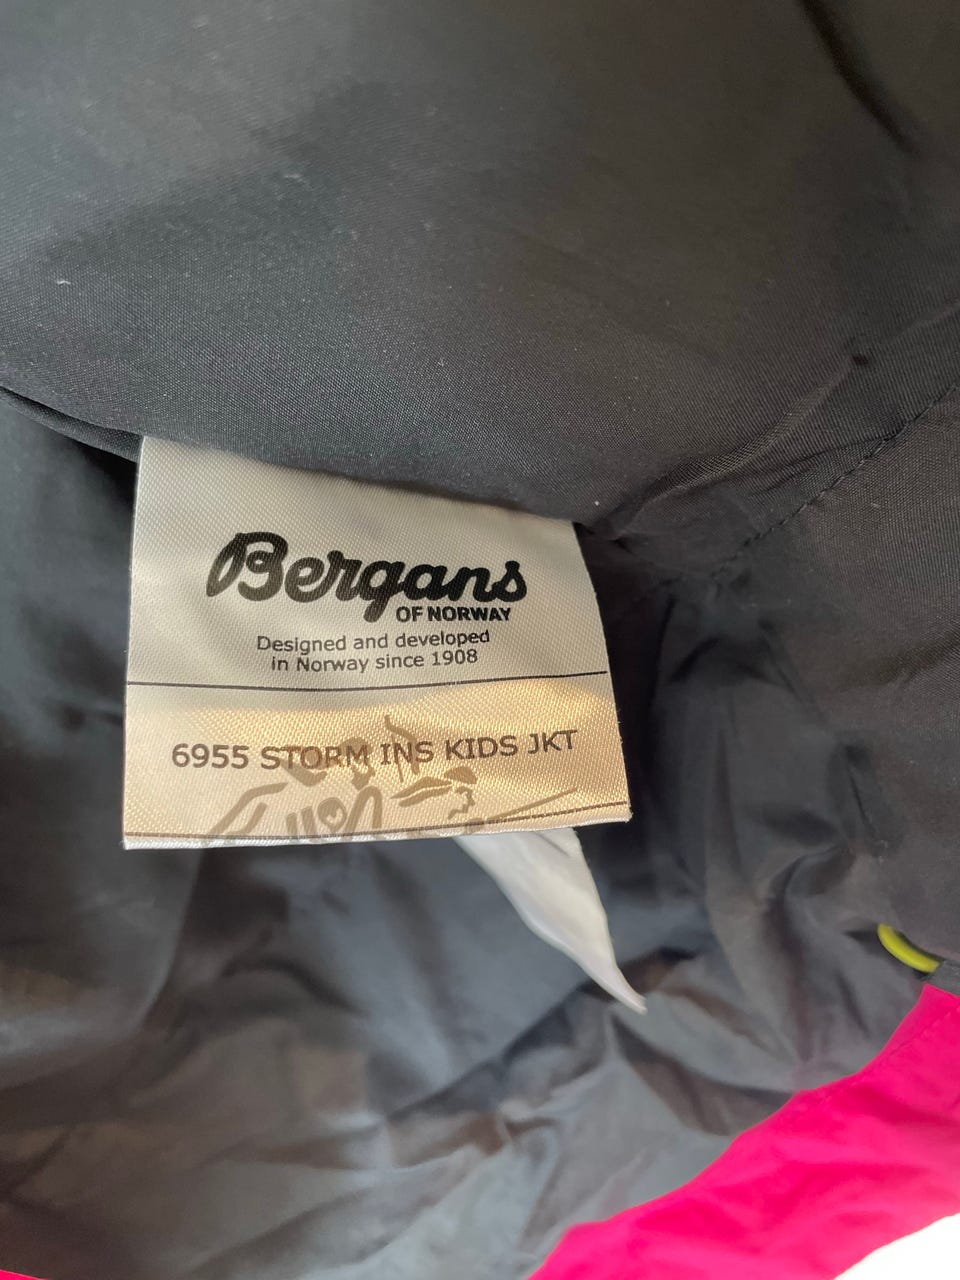 Bergans
OF NORWAY
Designed and developed
in Norway since 1908
6955 STORM INS KIDS JKT